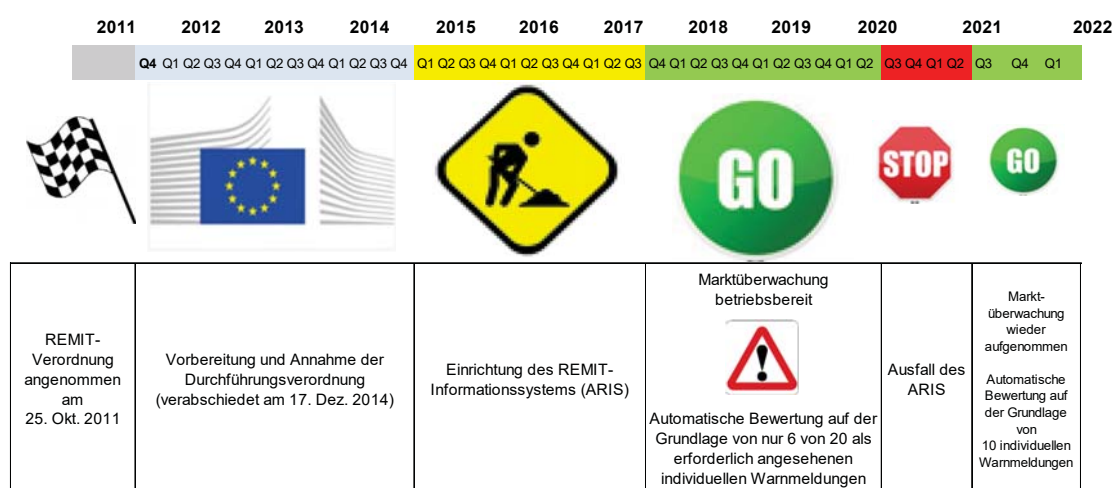 2011 2012 2013 2014 2015 2016 2017 2018 2019 2020 2021 2022
Q4 Q1 Q2 Q3 Q4 Q1 Q2 Q3 Q4 Q1 Q2 Q3 Q4 Q1 Q2 Q3 Q4 Q1 Q2 Q3 Q4 Q1 Q2 Q3 Q4 Q1 Q2 Q3 Q4 Q1 Q2 Q3 Q4 Q1 Q2 Q3 Q4 Q1 Q2 Q3 Q4 Q1
GO
STOP
GO
REMIT-
Verordnung
angenommen
am
25. Okt. 2011
Vorbereitung und Annahme der
Durchführungsverordnung
(verabschiedet am 17. Dez. 2014)
Einrichtung des REMIT-
Informationssystems (ARIS)
Marktüberwachung
betriebsbereit
Automatische Bewertung auf der
Grundlage von nur 6 von 20 als
erforderlich angesehenen
individuellen Warnmeldungen
Ausfall des
ARIS
Markt-
überwachung
wieder
aufgenommen
Automatische
Bewertung auf
der Grundlage
von
10 individuellen
Warnmeldungen